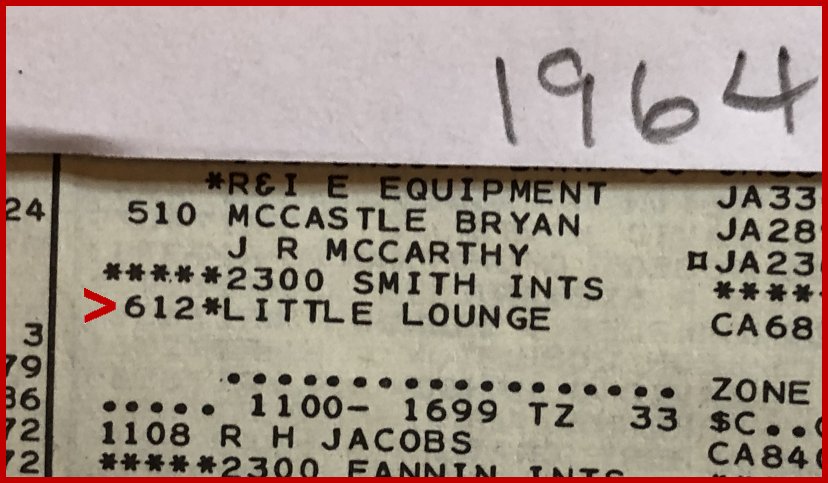 1964
*R&I E EQUIPMENT JA33
24 510 MCCASTLE BRYAN JA28
J R MCCARTHY ¤JA23
*****2300 SMITH INTS ****
>612*LITTLE LOUNGE CA68
3
79 ................. ZONE
36 ..... 1100- 1699 TZ 33 $C..
72 1108 R H JACOBS CA84
72 *****2300 FANNIN INTS